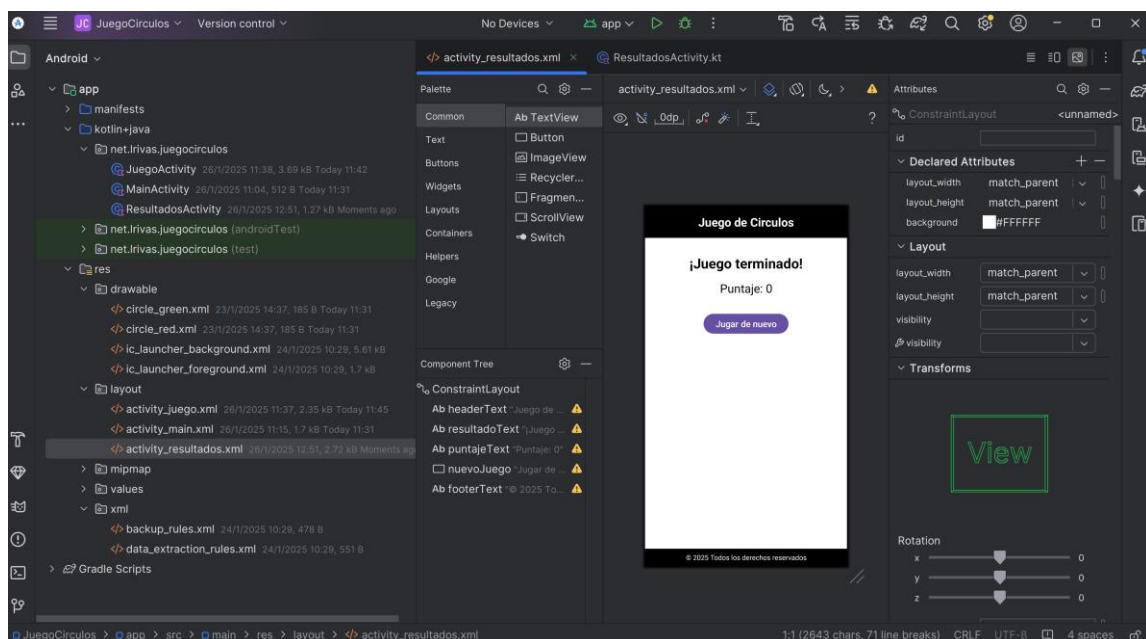 JC JuegoCirculos Version control No Devices app
Android
activity_resultados.xml ResultadosActivity.kt
app
manifests
kotlin+java
net.lrivas.juegocirculos
JuegoActivity 26/1/2025 11:38, 3.69 kB Today 11:42
MainActivity 26/1/2025 11:04, 512 B Today 11:31
ResultadosActivity 26/1/2025 12:51, 1.27 kB Moments ago
net.lrivas.juegocirculos (androidTest)
net.lrivas.juegocirculos (test)
res
drawable
circle_green.xml 23/1/2025 14:37, 185 B Today 11:31
circle_red.xml 23/1/2025 14:37, 185 B Today 11:31
ic_launcher_background.xml 24/1/2025 10:29, 5.61 kB
ic_launcher_foreground.xml 24/1/2025 10:29, 1.7 kB
layout
activity_juego.xml 26/1/2025 11:37, 2.35 kB Today 11:45
activity_main.xml 26/1/2025 11:15, 1.7 kB Today 11:31
activity_resultados.xml 26/1/2025 12:51, 2.72 kB Moments ag
mipmap
values
xml
backup_rules.xml 24/1/2025 10:29, 478 B
data_extraction_rules.xml 24/1/2025 10:29, 551 B
Gradle Scripts
Palette
Common
Text
Buttons
Widgets
Layouts
Containers
Helpers
Google
Legacy
Ab TextView
Button
ImageView
Recycler...
Fragmen...
ScrollView
Switch
Component Tree
ConstraintLayout
Ab headerText "Juego de ...
Ab resultadoText "¡Juego ...
Ab puntajeText "Puntaje: 0"
nuevoJuego "Jugar de ...
Ab footerText "© 2025 To...
activity_resultados.xml
0dp
?
Juego de Circulos
¡Juego terminado!
Puntaje: 0
Jugar de nuevo
© 2025 Todos los derechos reservados
Attributes
ConstraintLayout <unnamed>
id
Declared Attributes
layout_width match_parent
layout_height match_parent
background #FFFFFF
Layout
layout_width match_parent
layout_height match_parent
visibility
visibility
Transforms
View
Rotation
x 0
y 0
z 0
JuegoCirculos > app > src > main > res > layout > activity_resultados.xml 1:1 (2643 chars, 71 line breaks) CRLF UTF-8 4 spaces